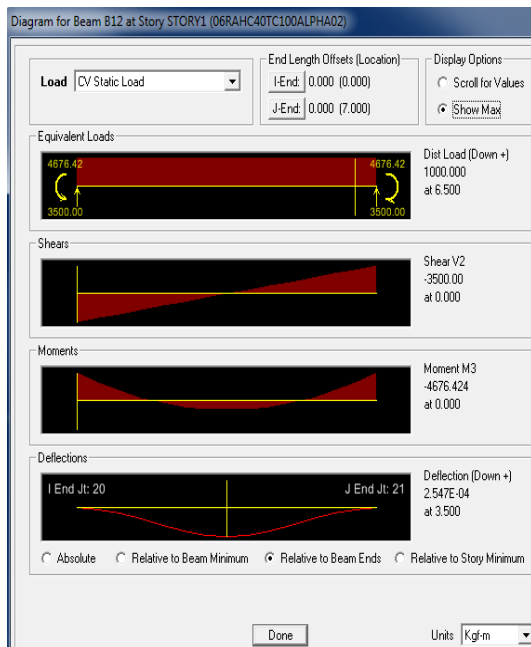 Diagram for Beam B12 at Story STORY1 (06RAHC40TC100ALPHA02)
Load CV Static Load
End Length Offsets (Location)
I-End: 0.000 (0.000)
J-End: 0.000 (7.000)
Display Options
Scroll for Values
Show Max
Equivalent Loads
4676.42 4676.42
3500.00 3500.00
Dist Load (Down +)
1000.000
at 6.500
Shears
Shear V2
-3500.00
at 0.000
Moments
Moment M3
-4676.424
at 0.000
Deflections
I End Jt: 20 J End Jt: 21
Deflection (Down +)
2.547E-04
at 3.500
Absolute Relative to Beam Minimum Relative to Beam Ends Relative to Story Minimum
Done Units Kgf-m